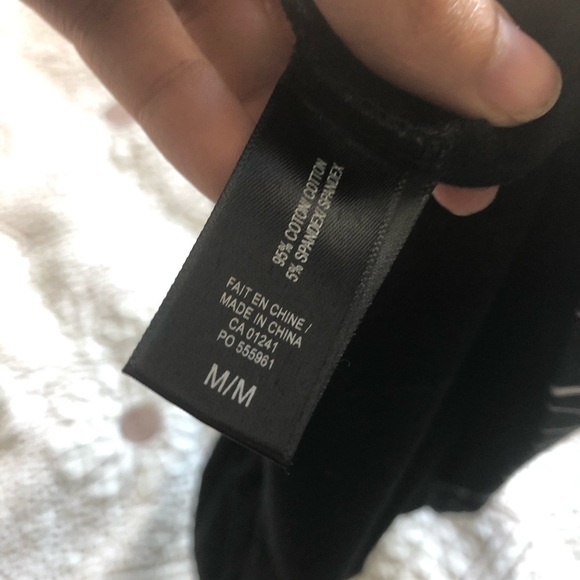 95% COTON/COTTON
5% SPANDEX/SPANDEX
FAIT EN CHINE /
MADE IN CHINA
CA 01241
PO 555961
M/M